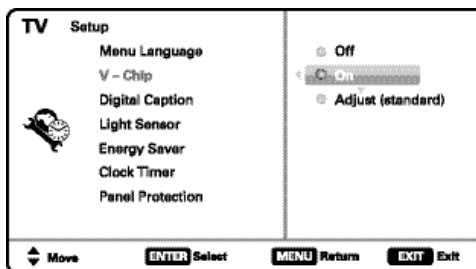 TV Setup
Menu Language
V - Chip
Digital Caption
Light Sensor
Energy Saver
Clock Timer
Panel Protection
Off
On
Adjust (standard)
Move ENTER Select MENU Return EXIT Exit